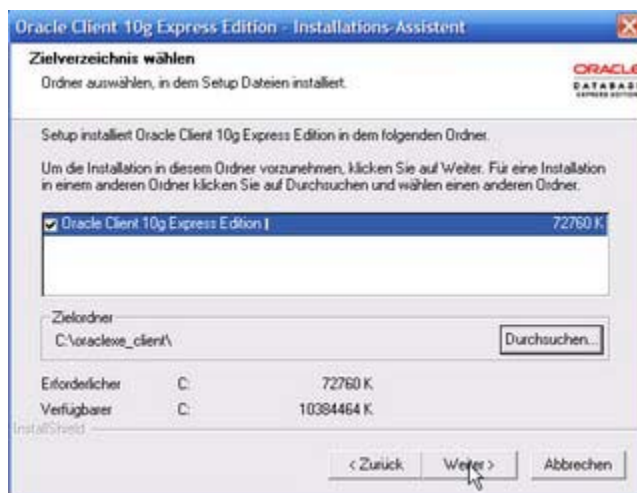 Oracle Client 10g Express Edition - Installations-Assistent
Zielverzeichnis wählen
Ordner auswählen, in dem Setup Dateien installiert.
ORACLE
DATABASE
EXPRESS EDITION
Setup installiert Oracle Client 10g Express Edition in dem folgenden Ordner.
Um die Installation in diesem Ordner vorzunehmen, klicken Sie auf Weiter. Für eine Installation
in einem anderen Ordner klicken Sie auf Durchsuchen und wählen einen anderen Ordner.
Oracle Client 10g Express Edition 72760 K
Zielordner
C:\oraclexe_client\ Durchsuchen...
Erforderlicher C: 72760 K
Verfügbarer C: 10384464 K
InstallShield
< Zurück Weiter > Abbrechen